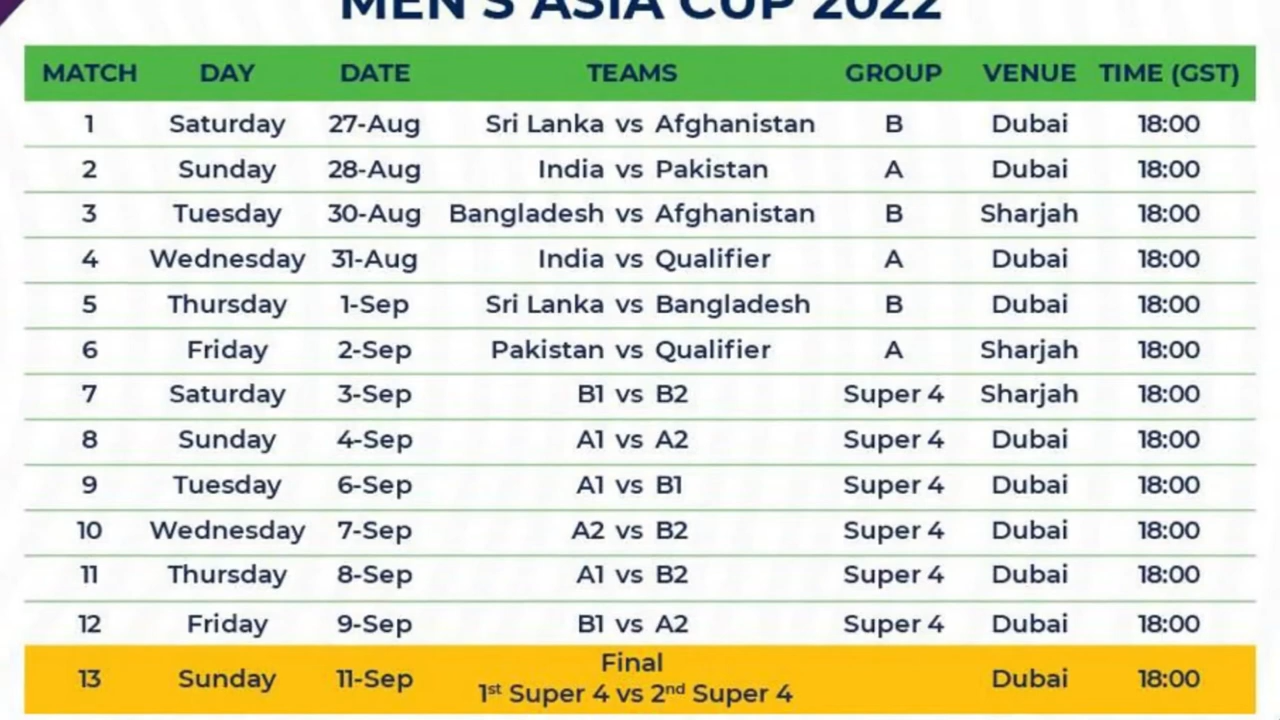 MEN'S ASIA CUP 2022
MATCH DAY DATE TEAMS GROUP VENUE TIME (GST)
1 Saturday 27-Aug Sri Lanka vs Afghanistan B Dubai 18:00
2 Sunday 28-Aug India vs Pakistan A Dubai 18:00
3 Tuesday 30-Aug Bangladesh vs Afghanistan B Sharjah 18:00
4 Wednesday 31-Aug India vs Qualifier A Dubai 18:00
5 Thursday 1-Sep Sri Lanka vs Bangladesh B Dubai 18:00
6 Friday 2-Sep Pakistan vs Qualifier A Sharjah 18:00
7 Saturday 3-Sep B1 vs B2 Super 4 Sharjah 18:00
8 Sunday 4-Sep A1 vs A2 Super 4 Dubai 18:00
9 Tuesday 6-Sep A1 vs B1 Super 4 Dubai 18:00
10 Wednesday 7-Sep A2 vs B2 Super 4 Dubai 18:00
11 Thursday 8-Sep A1 vs B2 Super 4 Dubai 18:00
12 Friday 9-Sep B1 vs A2 Super 4 Dubai 18:00
Final
13 Sunday 11-Sep 1st Super 4 vs 2nd Super 4 Dubai 18:00